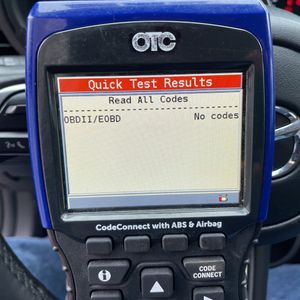 OTC
Quick Test Results
Read All Codes
OBDII/EOBD No codes
CodeConnect with ABS & Airbag
i
CODE
CONNECT